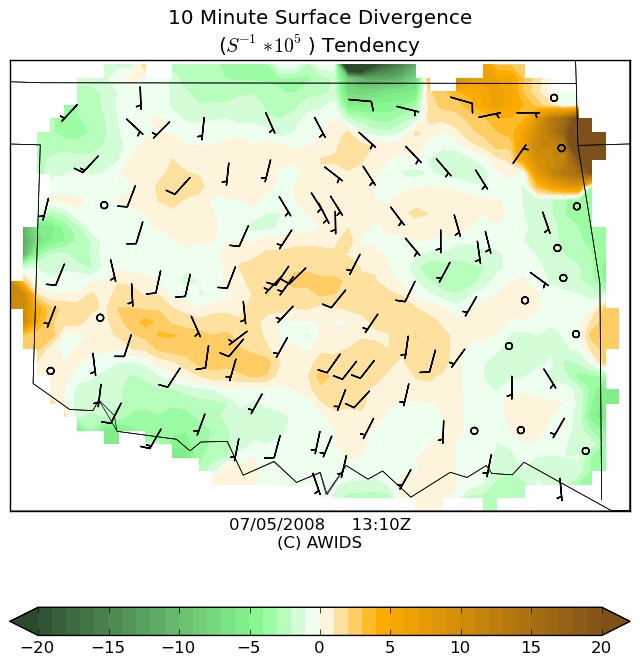 10 Minute Surface Divergence
(S⁻¹ ∗ 10⁵ ) Tendency
07/05/2008 13:10Z
(C) AWIDS
−20 −15 −10 −5 0 5 10 15 20